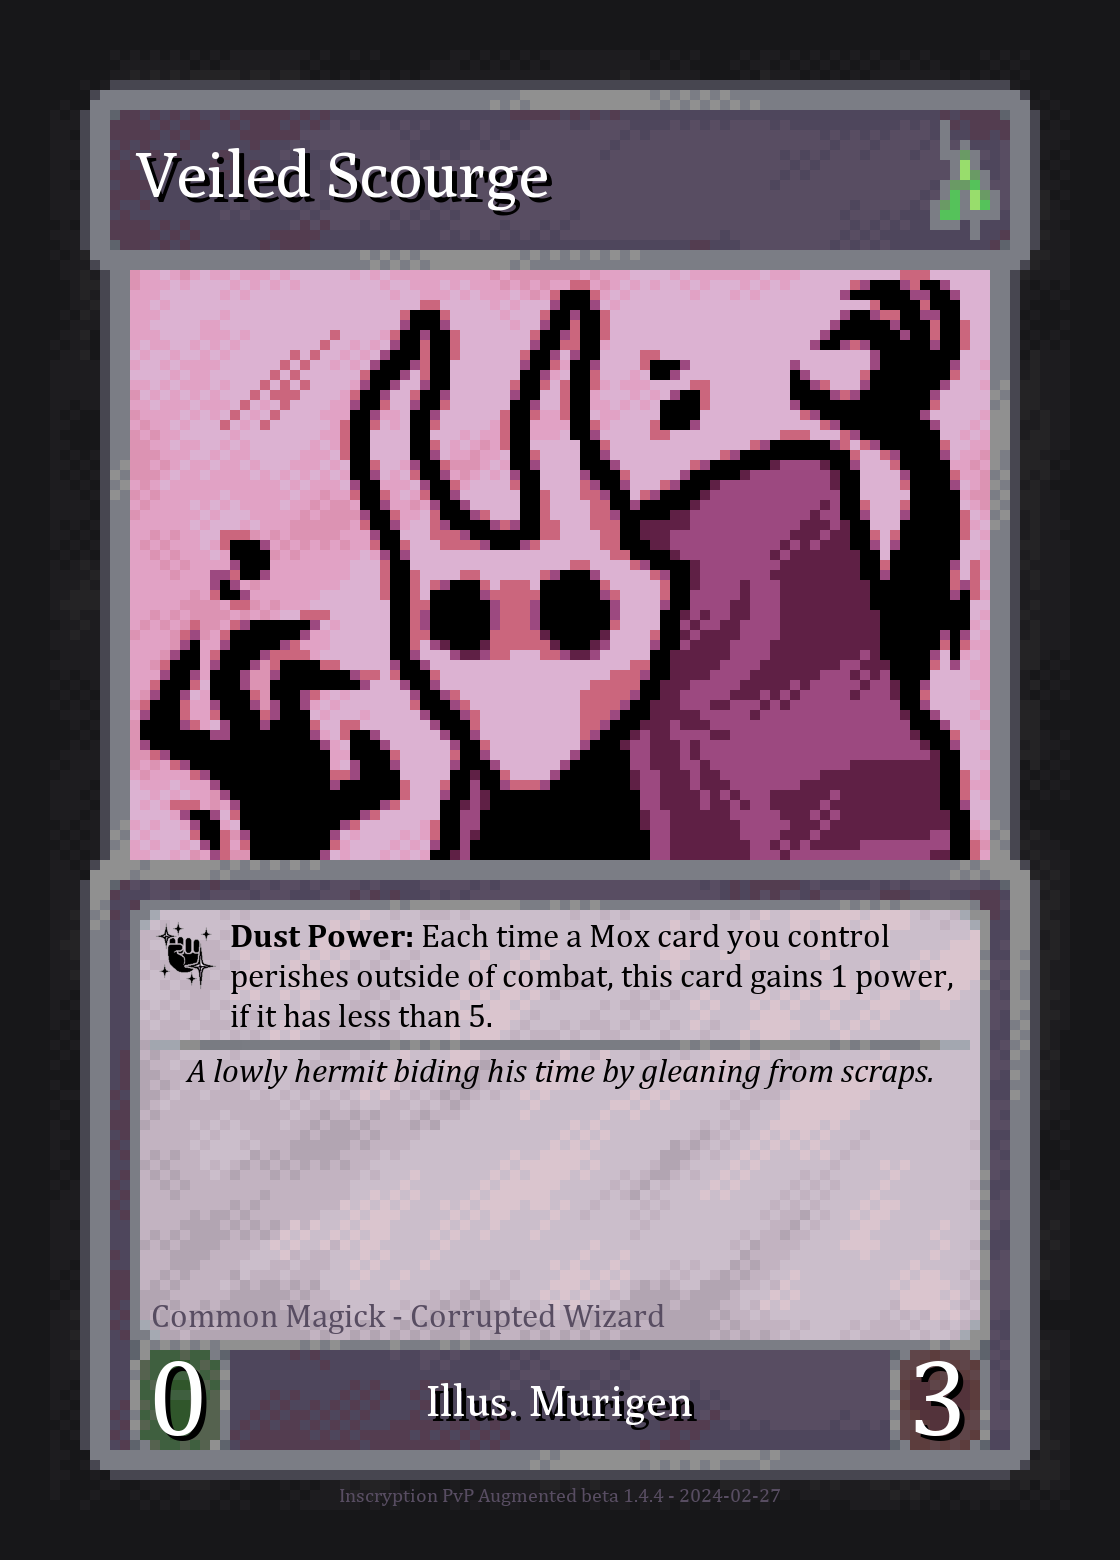 Veiled Scourge
Dust Power: Each time a Mox card you control
perishes outside of combat, this card gains 1 power,
if it has less than 5.
A lowly hermit biding his time by gleaning from scraps.
Common Magick - Corrupted Wizard
0
Illus. Murigen
3
Inscryption PvP Augmented beta 1.4.4 - 2024-02-27